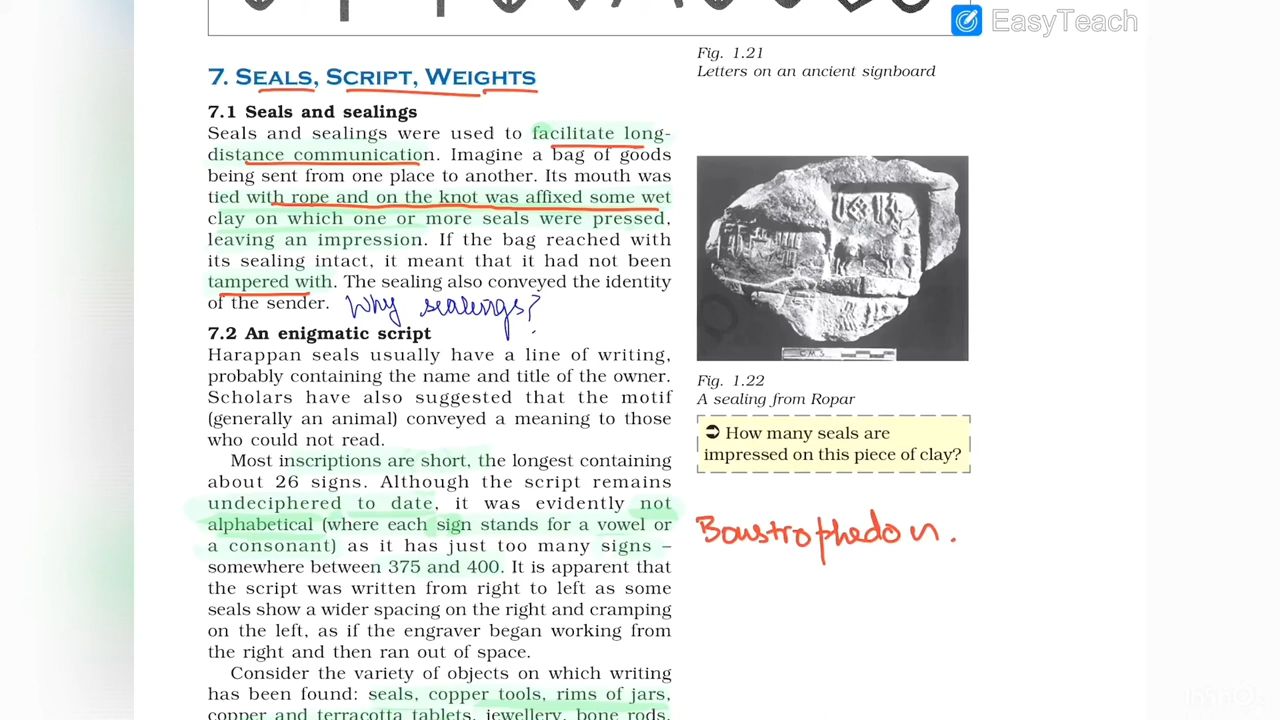 EasyTeach
7. SEALS, SCRIPT, WEIGHTS
7.1 Seals and sealings
Seals and sealings were used to facilitate long-
distance communication. Imagine a bag of goods
being sent from one place to another. Its mouth was
tied with rope and on the knot was affixed some wet
clay on which one or more seals were pressed,
leaving an impression. If the bag reached with
its sealing intact, it meant that it had not been
tampered with. The sealing also conveyed the identity
of the sender. Why sealings?
7.2 An enigmatic script
Harappan seals usually have a line of writing,
probably containing the name and title of the owner.
Scholars have also suggested that the motif
(generally an animal) conveyed a meaning to those
who could not read.
Most inscriptions are short, the longest containing
about 26 signs. Although the script remains
undeciphered to date, it was evidently not
alphabetical (where each sign stands for a vowel or
a consonant) as it has just too many signs –
somewhere between 375 and 400. It is apparent that
the script was written from right to left as some
seals show a wider spacing on the right and cramping
on the left, as if the engraver began working from
the right and then ran out of space.
Consider the variety of objects on which writing
has been found: seals, copper tools, rims of jars,
copper and terracotta tablets, jewellery, bone rods,
Fig. 1.21
Letters on an ancient signboard
CMS
Fig. 1.22
A sealing from Ropar
➲ How many seals are
impressed on this piece of clay?
Boustrophedon.